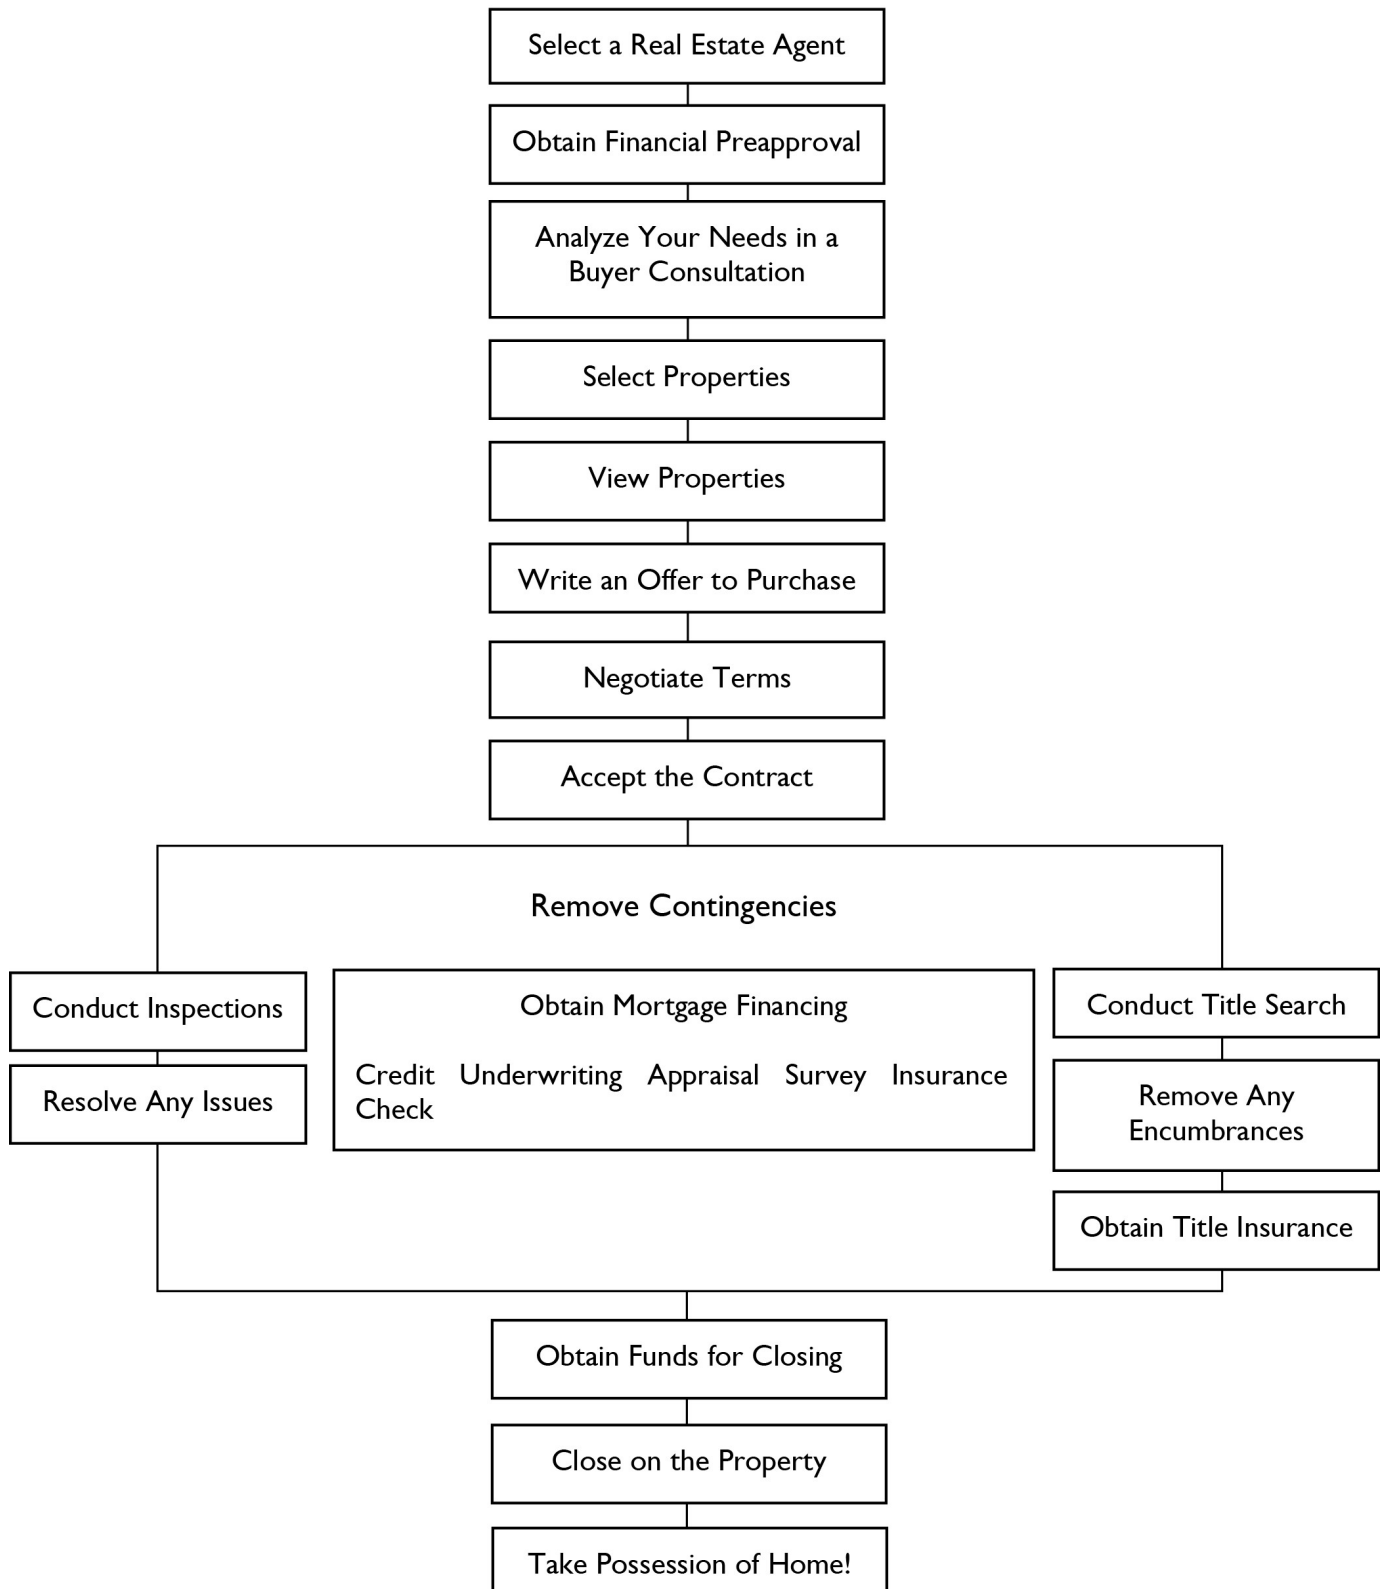 Select a Real Estate Agent
Obtain Financial Preapproval
Analyze Your Needs in a
Buyer Consultation
Select Properties
View Properties
Write an Offer to Purchase
Negotiate Terms
Accept the Contract
Remove Contingencies
Conduct Inspections
Resolve Any Issues
Obtain Mortgage Financing
Credit Underwriting Appraisal Survey Insurance
Check
Conduct Title Search
Remove Any
Encumbrances
Obtain Title Insurance
Obtain Funds for Closing
Close on the Property
Take Possession of Home!